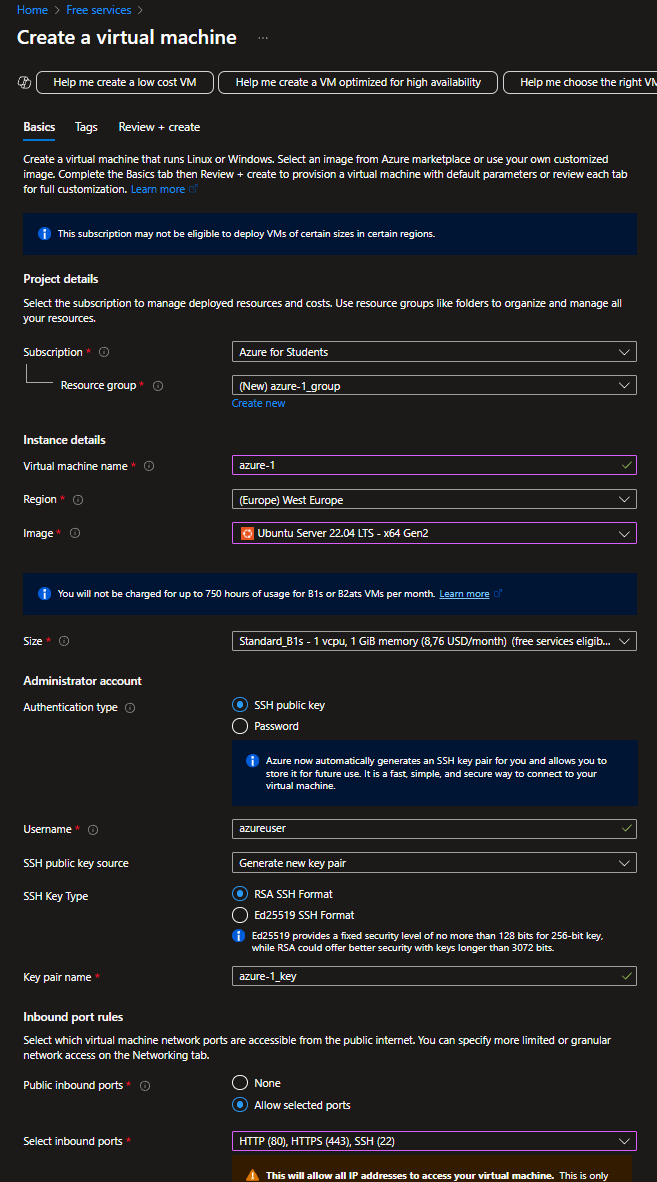 Home > Free services >
Create a virtual machine ...
Help me create a low cost VM
Help me create a VM optimized for high availability
Help me choose the right VM
Basics
Tags
Review + create
Create a virtual machine that runs Linux or Windows. Select an image from Azure marketplace or use your own customized
image. Complete the Basics tab then Review + create to provision a virtual machine with default parameters or review each tab
for full customization. Learn more
This subscription may not be eligible to deploy VMs of certain sizes in certain regions.
Project details
Select the subscription to manage deployed resources and costs. Use resource groups like folders to organize and manage all
your resources.
Subscription *
Azure for Students
Resource group *
(New) azure-1_group
Create new
Instance details
Virtual machine name *
azure-1
Region *
(Europe) West Europe
Image *
Ubuntu Server 22.04 LTS - x64 Gen2
You will not be charged for up to 750 hours of usage for B1s or B2ats VMs per month. Learn more
Size *
Standard_B1s - 1 vcpu, 1 GiB memory (8,76 USD/month) (free services eligib...
Administrator account
Authentication type
SSH public key
Password
Azure now automatically generates an SSH key pair for you and allows you to
store it for future use. It is a fast, simple, and secure way to connect to your
virtual machine.
Username *
azureuser
SSH public key source
Generate new key pair
SSH Key Type
RSA SSH Format
Ed25519 SSH Format
Ed25519 provides a fixed security level of no more than 128 bits for 256-bit key,
while RSA could offer better security with keys longer than 3072 bits.
Key pair name *
azure-1_key
Inbound port rules
Select which virtual machine network ports are accessible from the public internet. You can specify more limited or granular
network access on the Networking tab.
Public inbound ports *
None
Allow selected ports
Select inbound ports *
HTTP (80), HTTPS (443), SSH (22)
This will allow all IP addresses to access your virtual machine. This is only